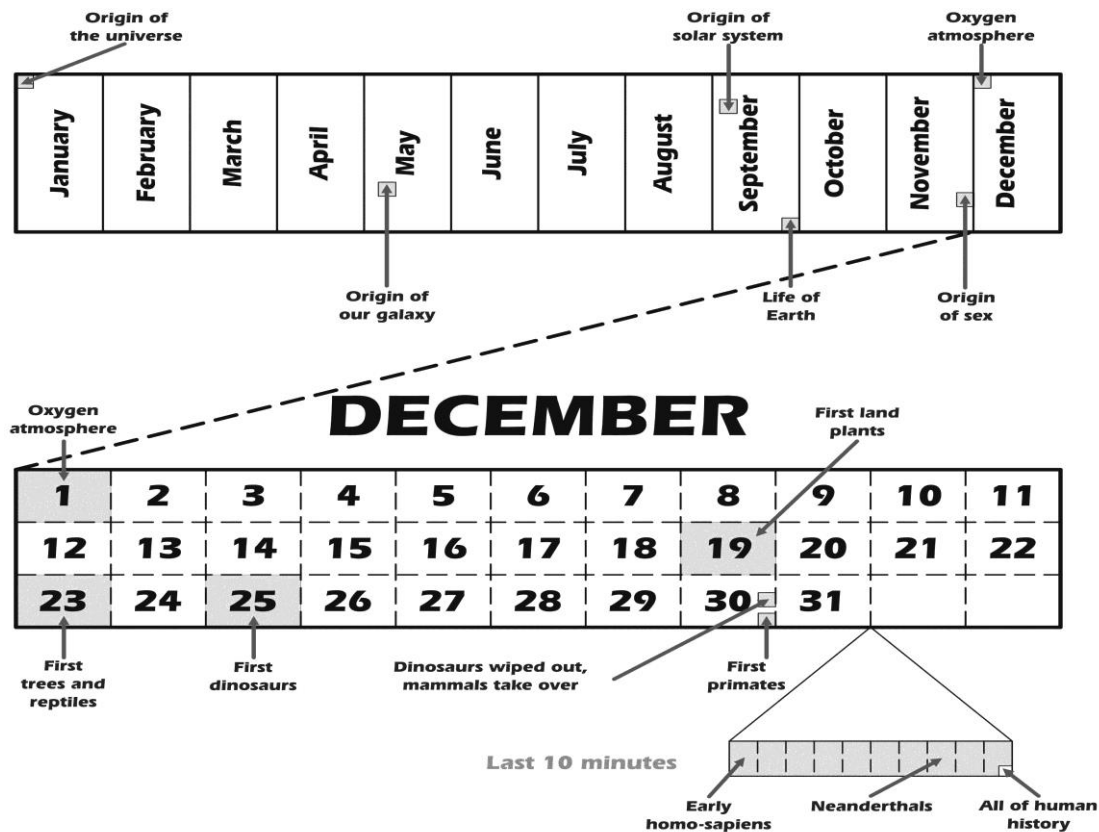 Origin of
the universe
Origin of
solar system
Oxygen
atmosphere
January
February
March
April
May
June
July
August
September
October
November
December
Origin of
our galaxy
Life of
Earth
Origin
of sex
Oxygen
atmosphere
DECEMBER
First land
plants
1 2 3 4 5 6 7 8 9 10 11
12 13 14 15 16 17 18 19 20 21 22
23 24 25 26 27 28 29 30 31
First
trees and
reptiles
First
dinosaurs
Dinosaurs wiped out,
mammals take over
First
primates
Last 10 minutes
Early
homo-sapiens
Neanderthals
All of human
history